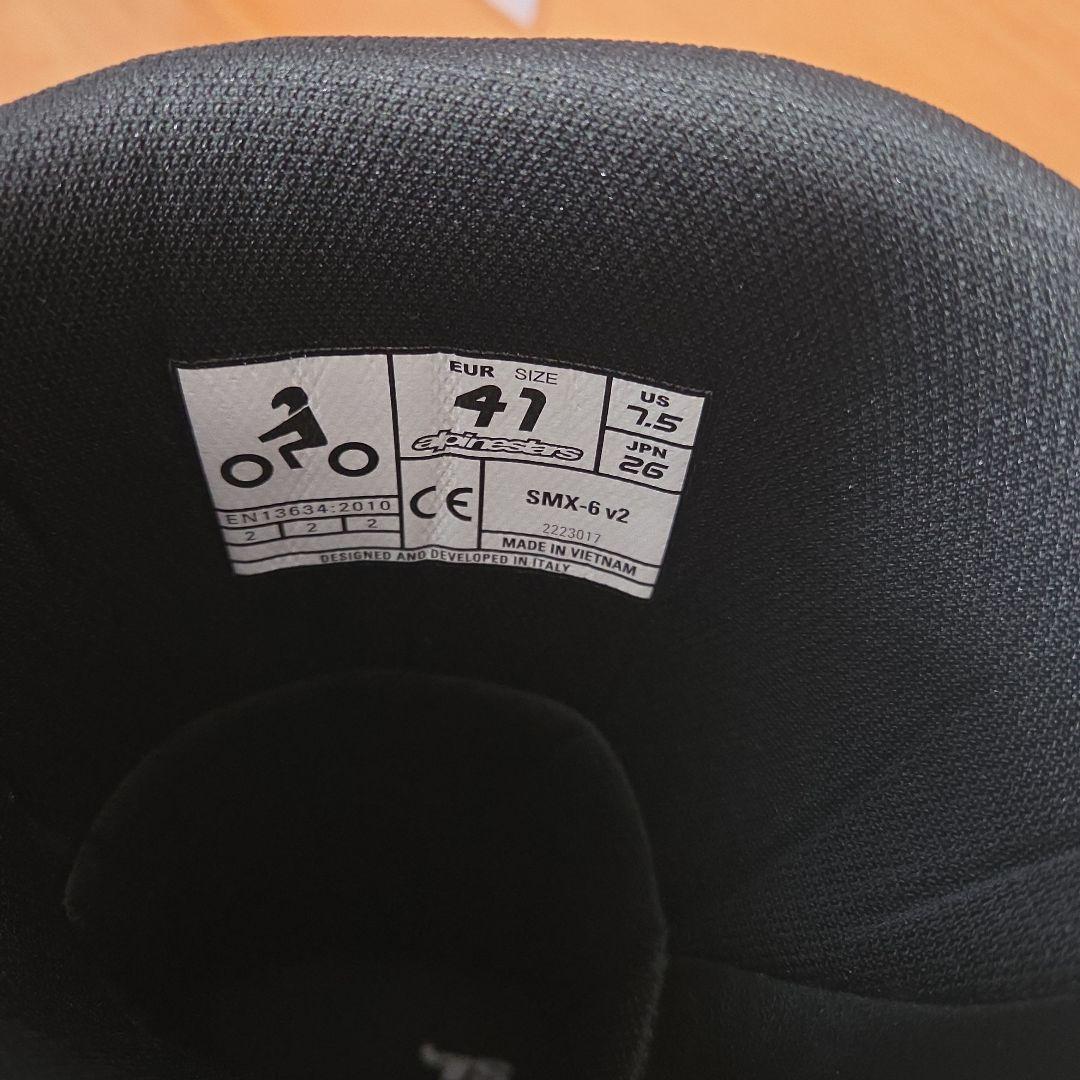 EUR SIZE
41
alpinestars
US
7.5
JPN
26
EN13634:2010
2 2 2
CE
SMX-6 v2
2223017
MADE IN VIETNAM
DESIGNED AND DEVELOPED IN ITALY